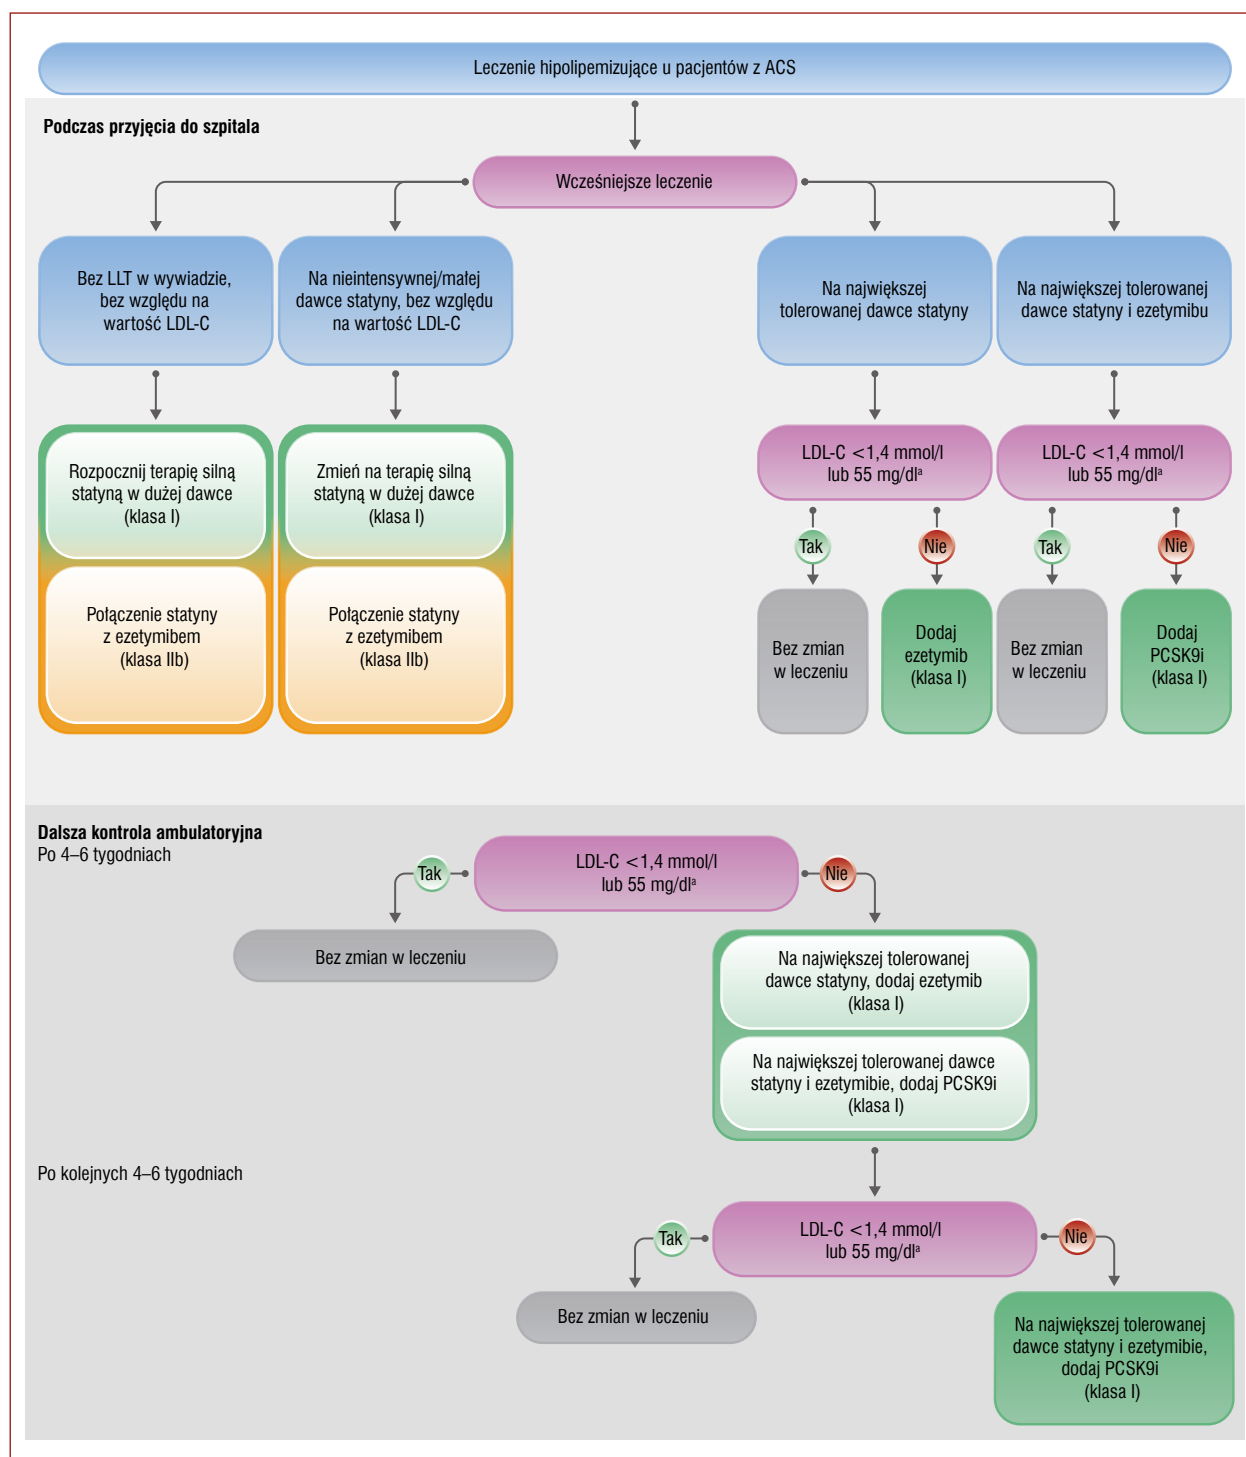 Leczenie hipolipemizujące u pacjentów z ACS
Podczas przyjęcia do szpitala
Wcześniejsze leczenie
Bez LLT w wywiadzie,
bez względu na
wartość LDL-C
Na nieintensywnej/małej
dawce statyny, bez względu
na wartość LDL-C
Na największej
tolerowanej dawce statyny
Na największej tolerowanej
dawce statyny i ezetymibu
Rozpocznij terapię silną
statyną w dużej dawce
(klasa I)
Zmień na terapię silną
statyną w dużej dawce
(klasa I)
LDL-C <1,4 mmol/l
lub 55 mg/dlᵃ
LDL-C <1,4 mmol/l
lub 55 mg/dlᵃ
Tak
Nie
Tak
Nie
Połączenie statyny
z ezetymibem
(klasa IIb)
Połączenie statyny
z ezetymibem
(klasa IIb)
Bez zmian
w leczeniu
Dodaj
ezetymib
(klasa I)
Bez zmian
w leczeniu
Dodaj
PCSK9i
(klasa I)
Dalsza kontrola ambulatoryjna
Po 4–6 tygodniach
LDL-C <1,4 mmol/l
lub 55 mg/dlᵃ
Tak
Nie
Bez zmian w leczeniu
Na największej tolerowanej
dawce statyny, dodaj ezetymib
(klasa I)
Na największej tolerowanej dawce
statyny i ezetymibie, dodaj PCSK9i
(klasa I)
Po kolejnych 4–6 tygodniach
LDL-C <1,4 mmol/l
lub 55 mg/dlᵃ
Tak
Nie
Bez zmian w leczeniu
Na największej tolerowanej
dawce statyny i ezetymibie,
dodaj PCSK9i
(klasa I)